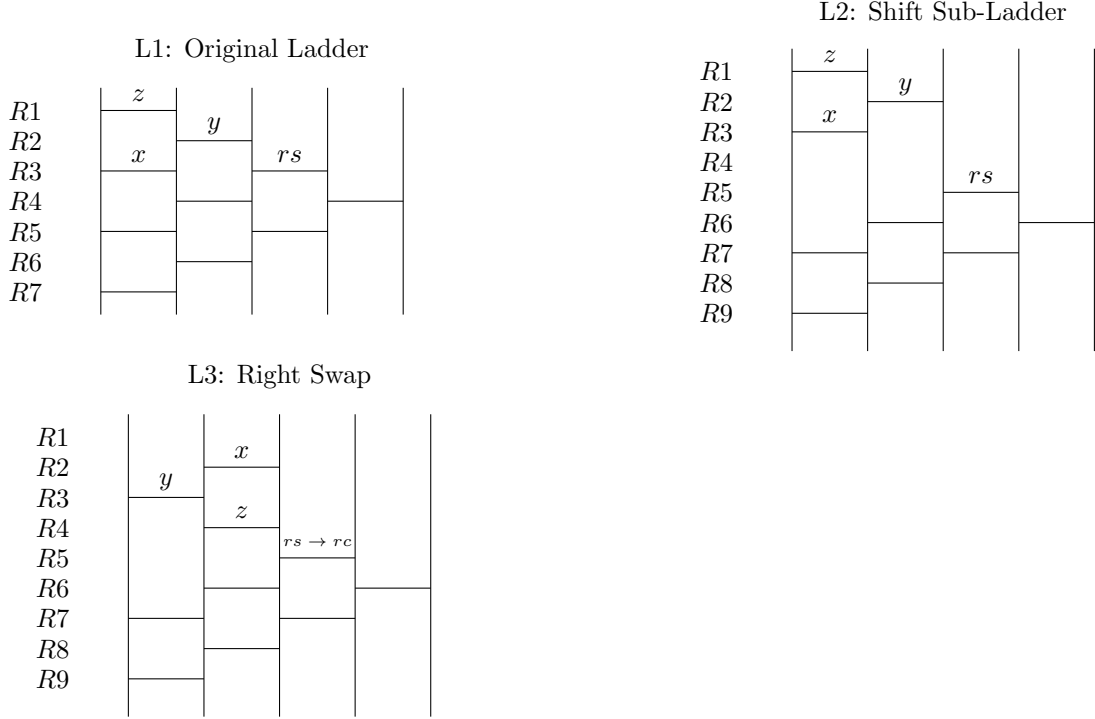 L1: Original Ladder
z
R1
y
R2
x
rs
R3
R4
R5
R6
R7
L2: Shift Sub-Ladder
z
R1
y
R2
x
R3
R4
rs
R5
R6
R7
R8
R9
L3: Right Swap
R1
x
R2
y
R3
z
R4
rs → rc
R5
R6
R7
R8
R9